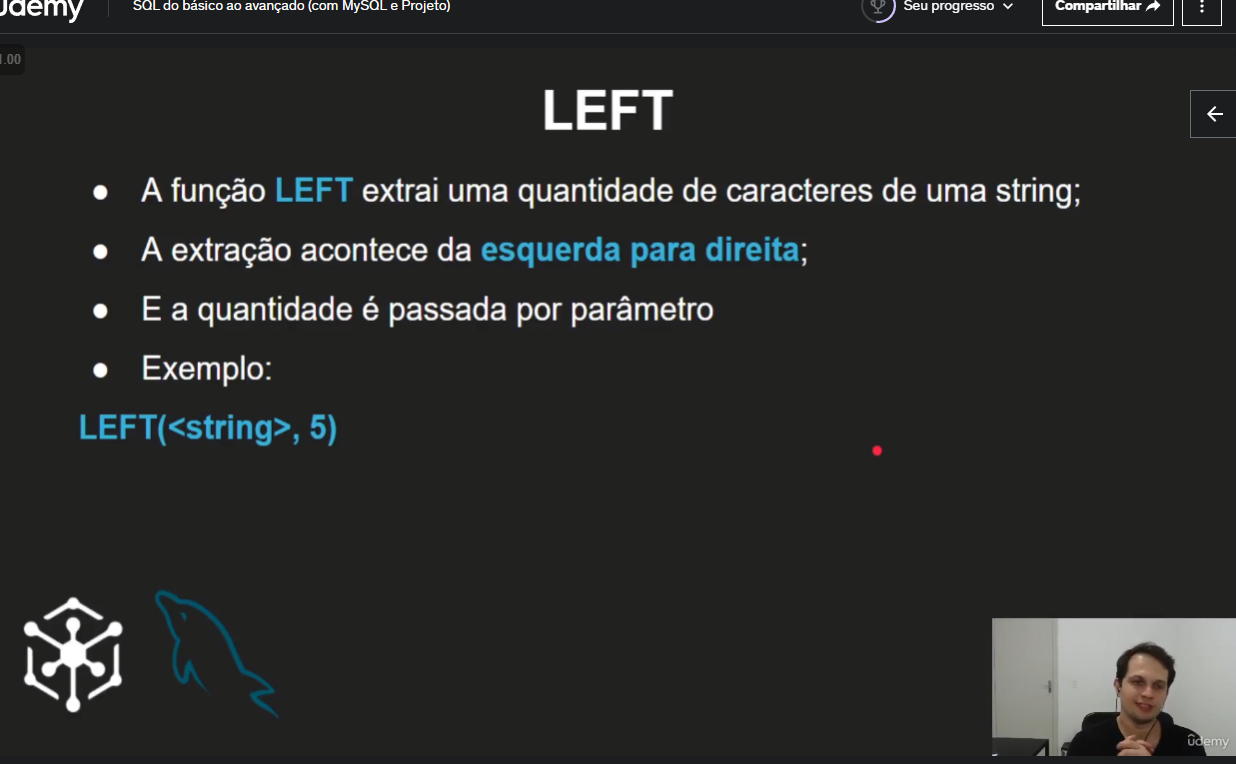 udemy
SQL do básico ao avançado (com MySQL e Projeto)
Seu progresso
Compartilhar
1.00
LEFT
● A função LEFT extrai uma quantidade de caracteres de uma string;
● A extração acontece da esquerda para direita;
● E a quantidade é passada por parâmetro
● Exemplo:
LEFT(<string>, 5)
udemy